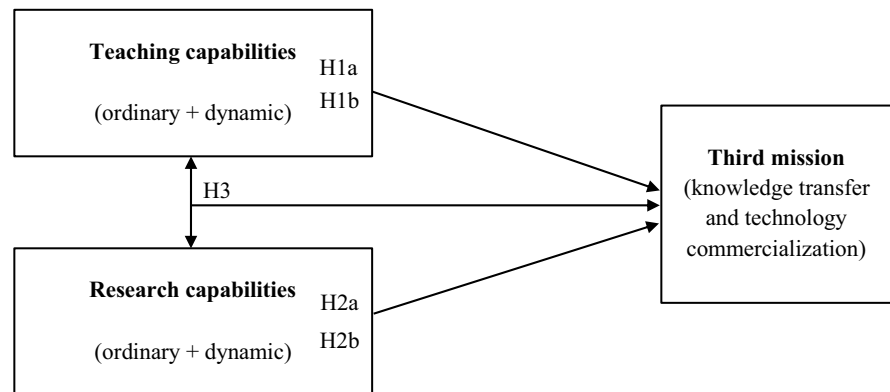 Teaching capabilities
H1a
H1b
(ordinary + dynamic)
Third mission
(knowledge transfer
and technology
commercialization)
H3
Research capabilities
H2a
H2b
(ordinary + dynamic)